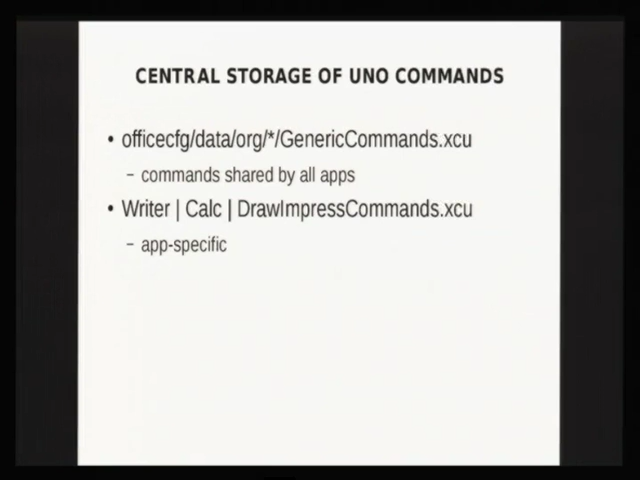 CENTRAL STORAGE OF UNO COMMANDS
• officecfg/data/org/*/GenericCommands.xcu
– commands shared by all apps
• Writer | Calc | DrawImpressCommands.xcu
– app-specific